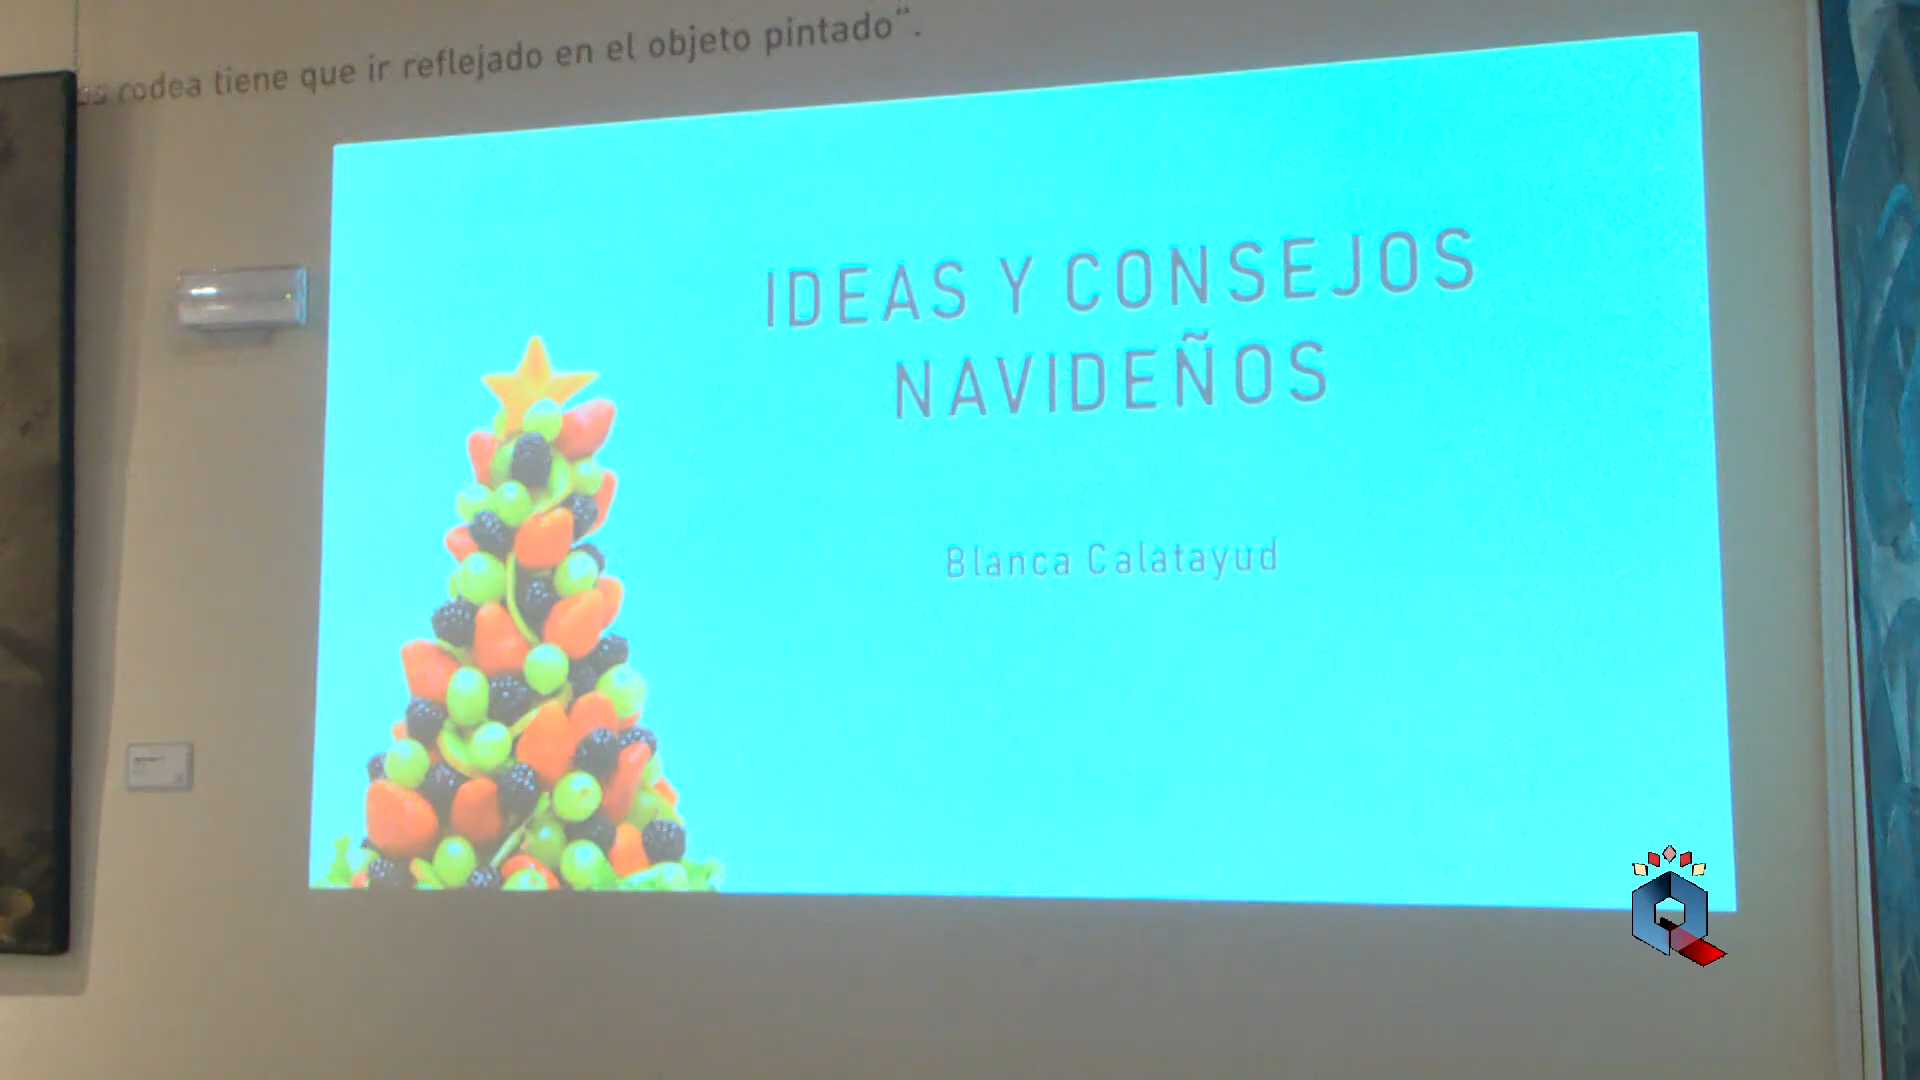 rodea tiene que ir reflejado en el objeto pintado".
IDEAS Y CONSEJOS
NAVIDEÑOS
Blanca Calatayud